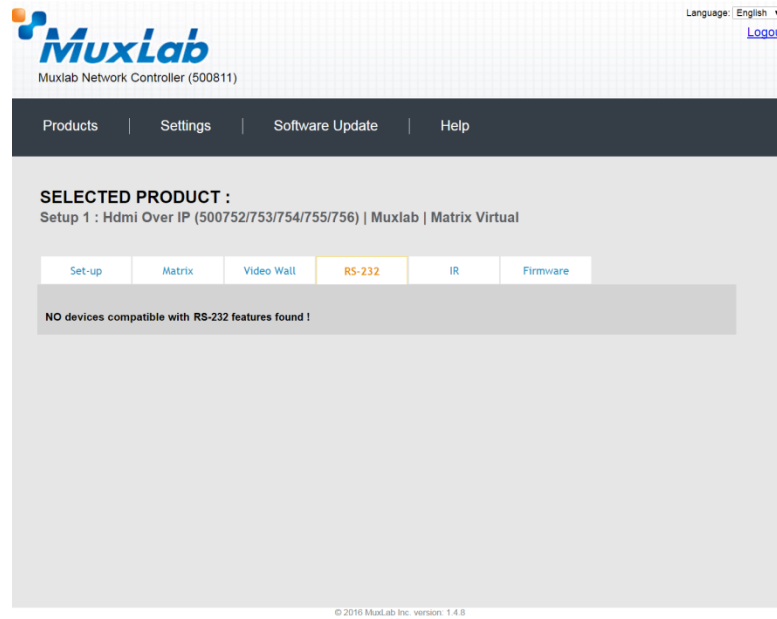 Language: English
Logou
MuxLab
Muxlab Network Controller (500811)
Products | Settings | Software Update | Help
SELECTED PRODUCT :
Setup 1 : Hdmi Over IP (500752/753/754/755/756) | Muxlab | Matrix Virtual
Set-up Matrix Video Wall RS-232 IR Firmware
NO devices compatible with RS-232 features found !
© 2016 MuxLab Inc. version: 1.4.8